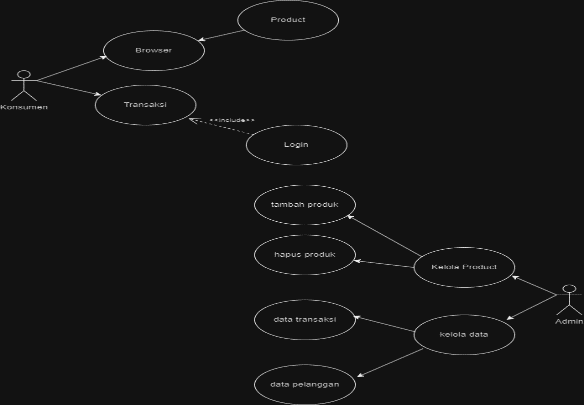 Product
Browser
Konsumen
Transaksi
**include**
Login
tambah produk
hapus produk
Kelola Product
Admin
data transaksi
kelola data
data pelanggan